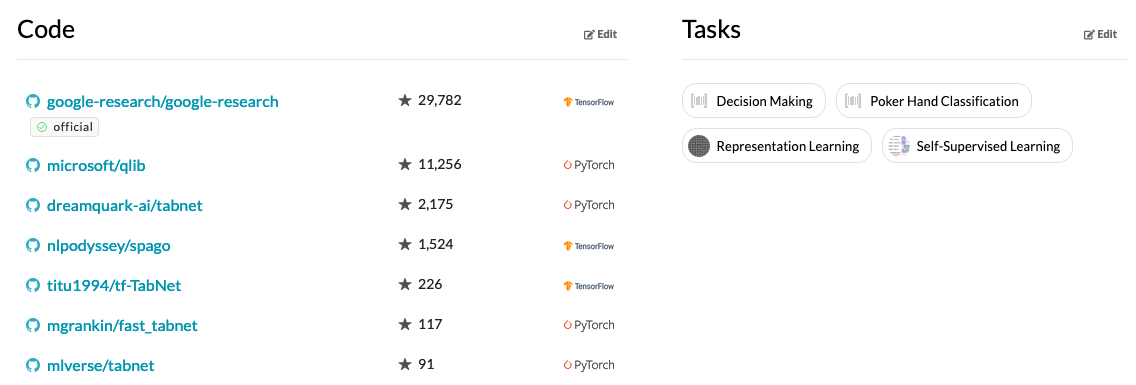 Code
Edit
google-research/google-research
29,782
TensorFlow
official
microsoft/qlib
11,256
PyTorch
dreamquark-ai/tabnet
2,175
PyTorch
nlpodyssey/spago
1,524
TensorFlow
titu1994/tf-TabNet
226
TensorFlow
mgrankin/fast_tabnet
117
PyTorch
mlverse/tabnet
91
PyTorch
Tasks
Edit
Decision Making
Poker Hand Classification
Representation Learning
Self-Supervised Learning